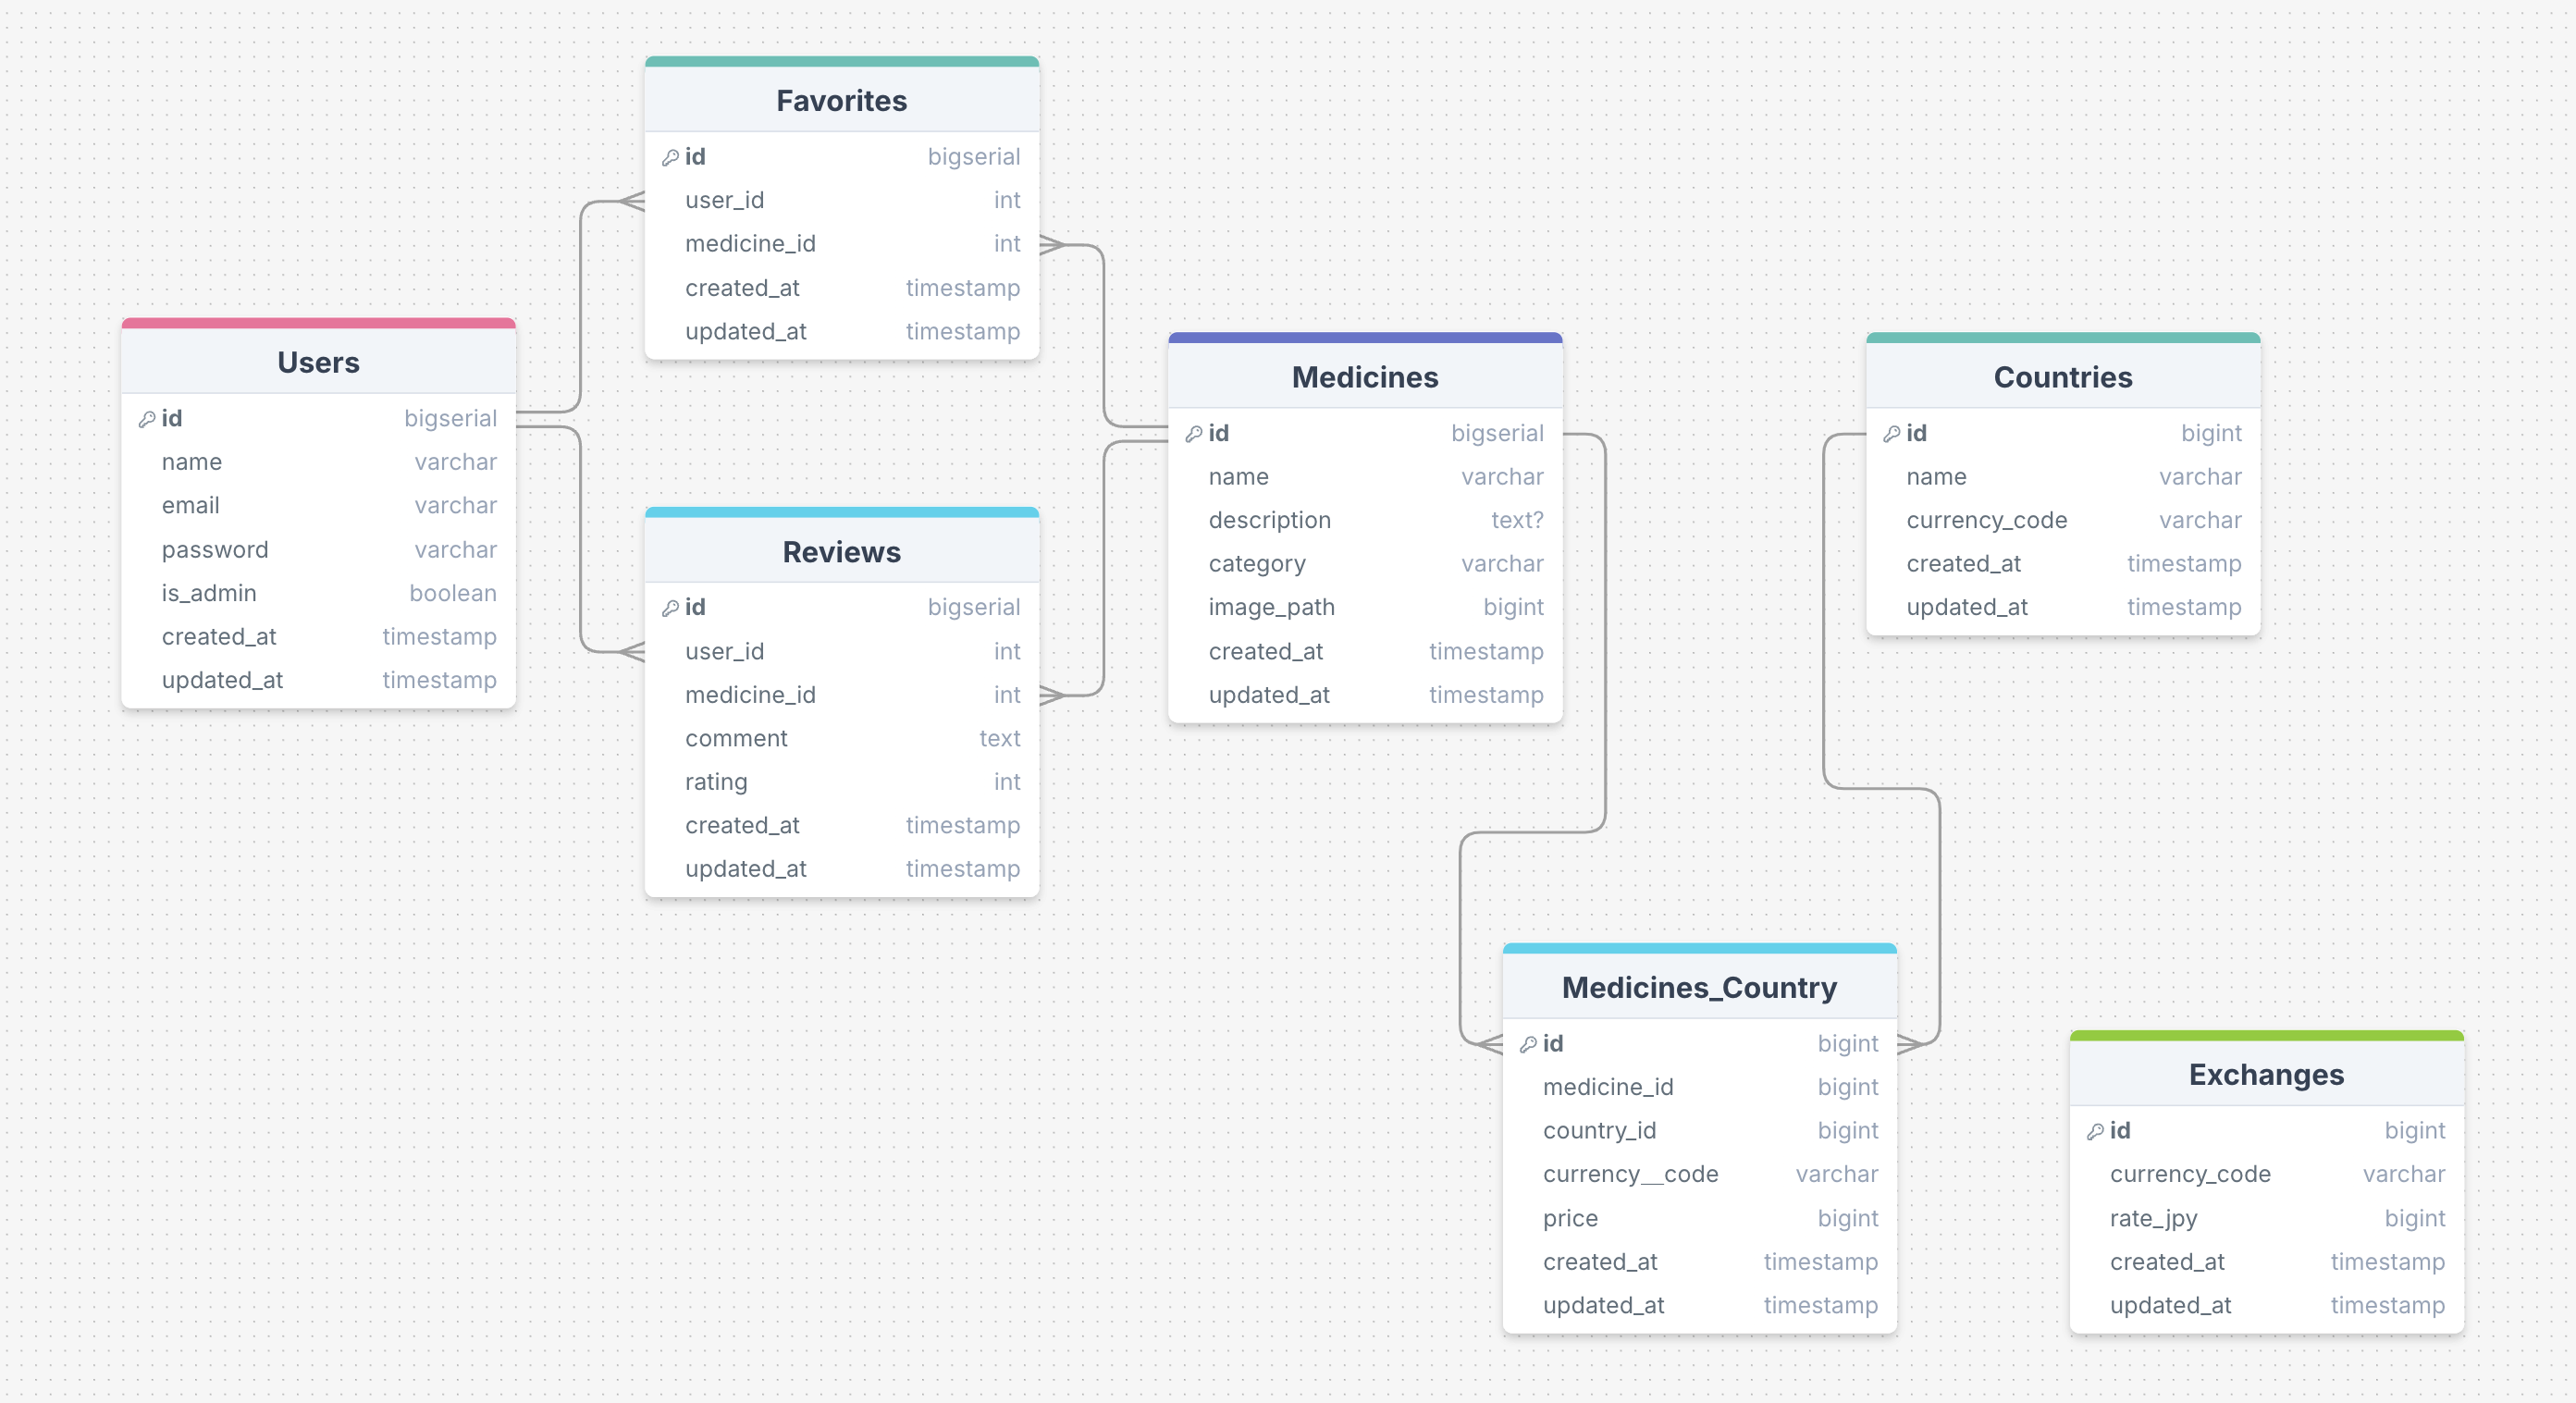 Favorites
id bigserial
user_id int
medicine_id int
created_at timestamp
updated_at timestamp
Users
id bigserial
name varchar
email varchar
password varchar
is_admin boolean
created_at timestamp
updated_at timestamp
Reviews
id bigserial
user_id int
medicine_id int
comment text
rating int
created_at timestamp
updated_at timestamp
Medicines
id bigserial
name varchar
description text?
category varchar
image_path bigint
created_at timestamp
updated_at timestamp
Countries
id bigint
name varchar
currency_code varchar
created_at timestamp
updated_at timestamp
Medicines_Country
id bigint
medicine_id bigint
country_id bigint
currency__code varchar
price bigint
created_at timestamp
updated_at timestamp
Exchanges
id bigint
currency_code varchar
rate_jpy bigint
created_at timestamp
updated_at timestamp